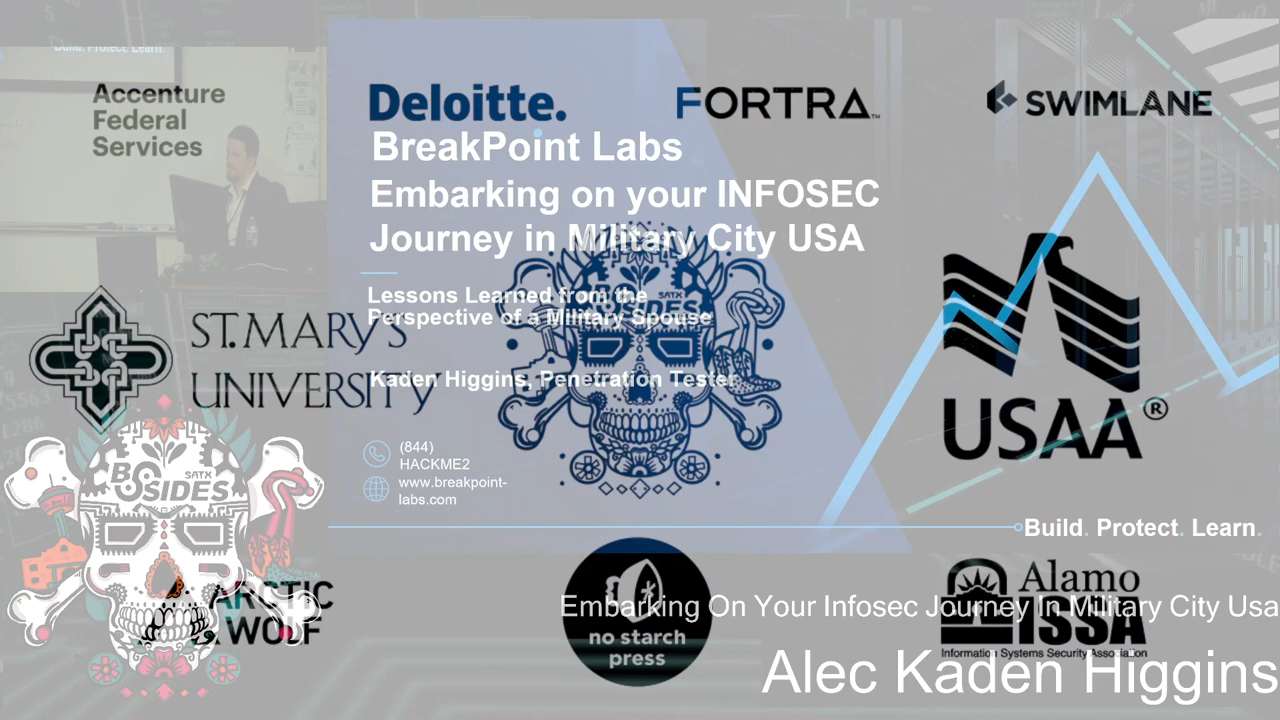 Build. Protect. Learn.
Accenture
Federal
Services
Deloitte.
FORTRA™
SWIMLANE
BreakPoint Labs
Embarking on your INFOSEC
Journey in Military City USA
Lessons Learned from the
Perspective of a Military Spouse
Kaden Higgins, Penetration Tester
ST. MARY'S
UNIVERSITY
SATX
BSIDES
USAA®
(844)
HACKME2
www.breakpoint-
labs.com
BSIDES
SATX
Build. Protect. Learn.
ARCTIC
WOLF
no starch
press
Alamo
ISSA
Information Systems Security Association
Embarking On Your Infosec Journey In Military City Usa
Alec Kaden Higgins